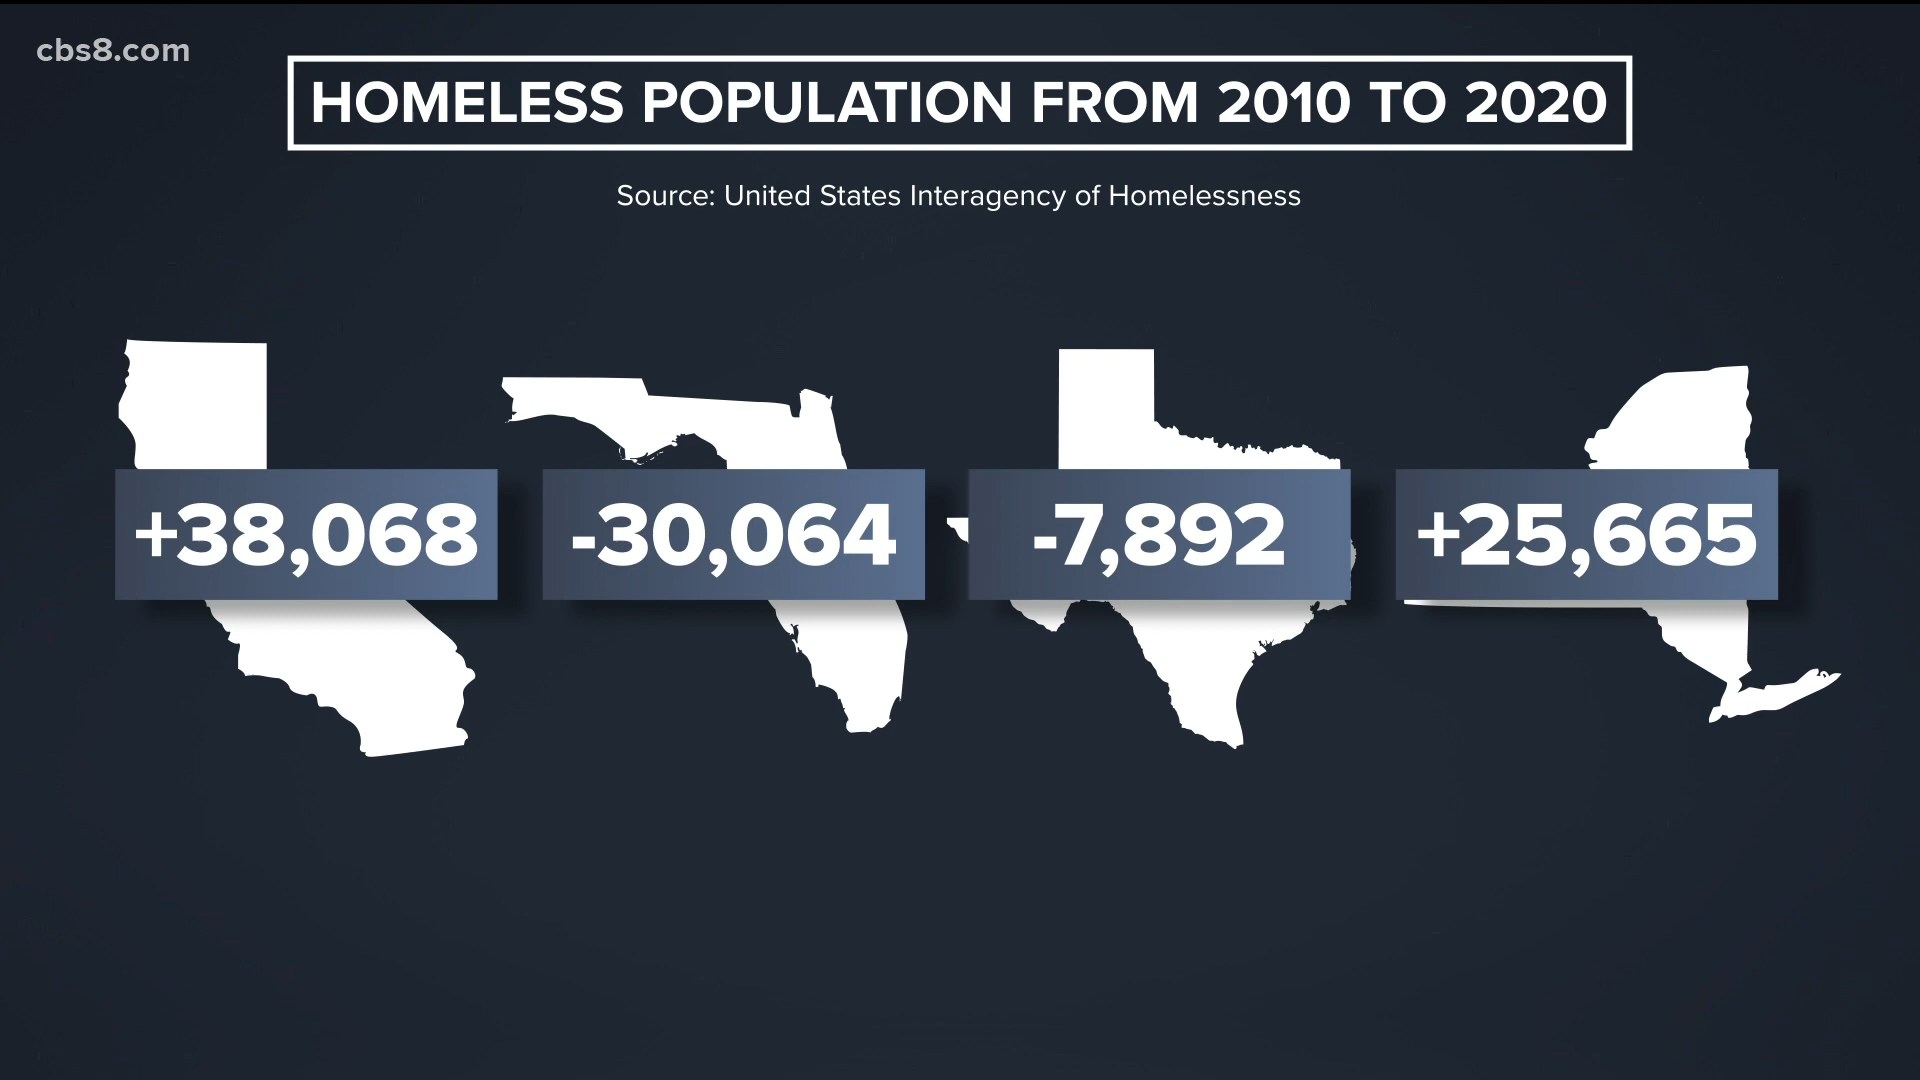 cbs8.com
HOMELESS POPULATION FROM 2010 TO 2020
Source: United States Interagency of Homelessness
+38,068
-30,064
-7,892
+25,665